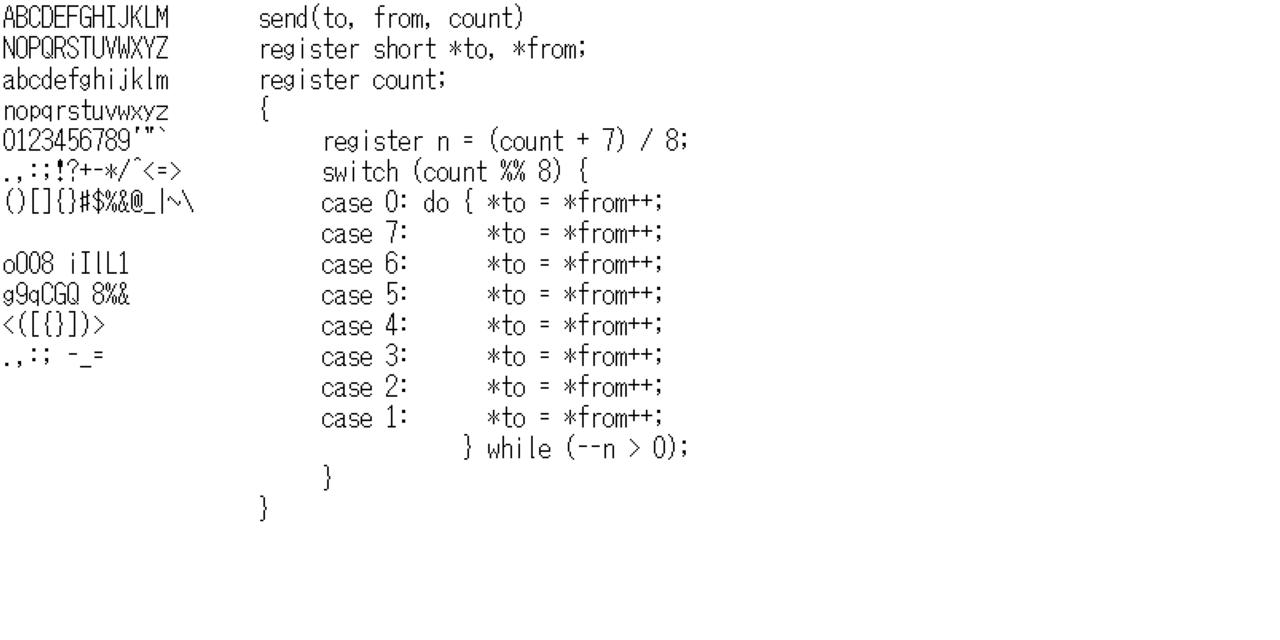 ABCDEFGHIJKLM
NOPQRSTUVWXYZ
abcdefghijklm
nopqrstuvwxyz
0123456789'"`
.,:;!?+-*/^<=>
()[]{}#$%&@_|~\
oO08 iIlL1
g9qCGQ 8%&
<([{}])>
.,:; -_=
send(to, from, count)
register short *to, *from;
register count;
{
    register n = (count + 7) / 8;
    switch (count %% 8) {
    case 0: do { *to = *from++;
    case 7:      *to = *from++;
    case 6:      *to = *from++;
    case 5:      *to = *from++;
    case 4:      *to = *from++;
    case 3:      *to = *from++;
    case 2:      *to = *from++;
    case 1:      *to = *from++;
             } while (--n > 0);
    }
}